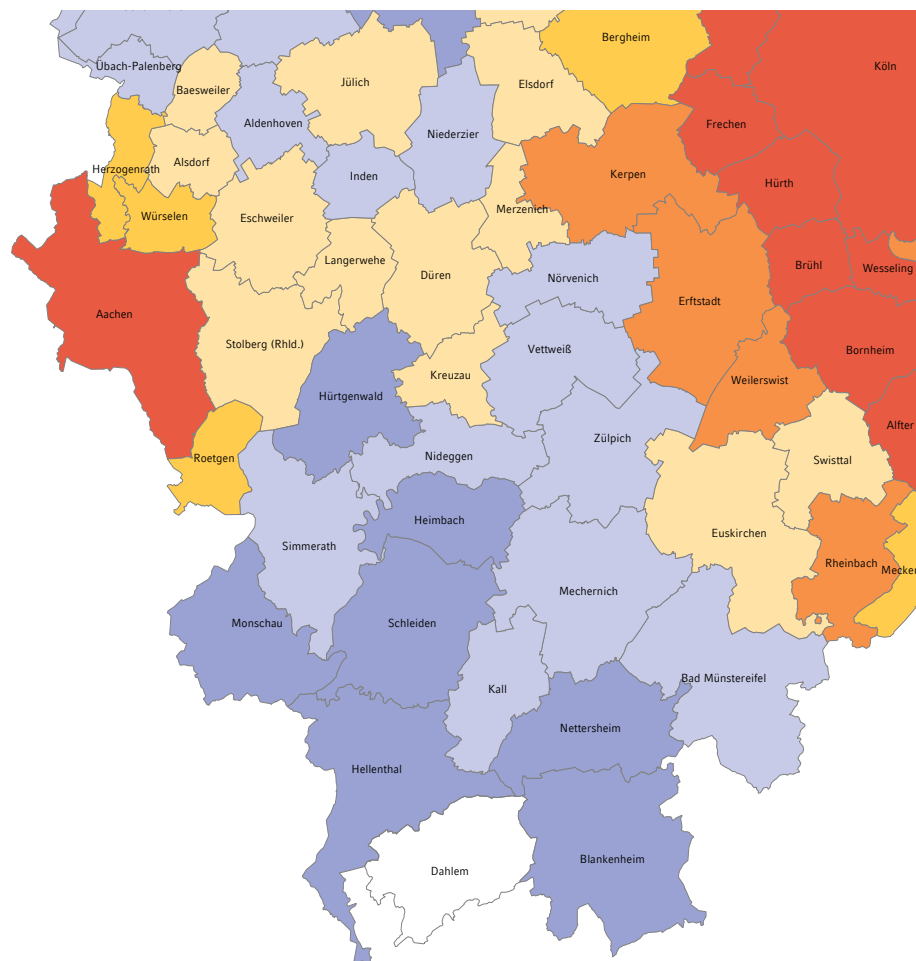 Bergheim
Köln
Übach-Palenberg
Baesweiler
Jülich
Elsdorf
Aldenhoven
Niederzier
Frechen
Alsdorf
Herzogenrath
Inden
Kerpen
Hürth
Würselen
Eschweiler
Merzenich
Langerwehe
Düren
Nörvenich
Brühl
Wesseling
Aachen
Erftstadt
Stolberg (Rhld.)
Vettweiß
Bornheim
Kreuzau
Weilerswist
Hürtgenwald
Alfter
Zülpich
Roetgen
Nideggen
Swisttal
Heimbach
Euskirchen
Simmerath
Rheinbach
Mecken
Mechernich
Monschau
Schleiden
Bad Münstereifel
Kall
Nettersheim
Hellenthal
Blankenheim
Dahlem